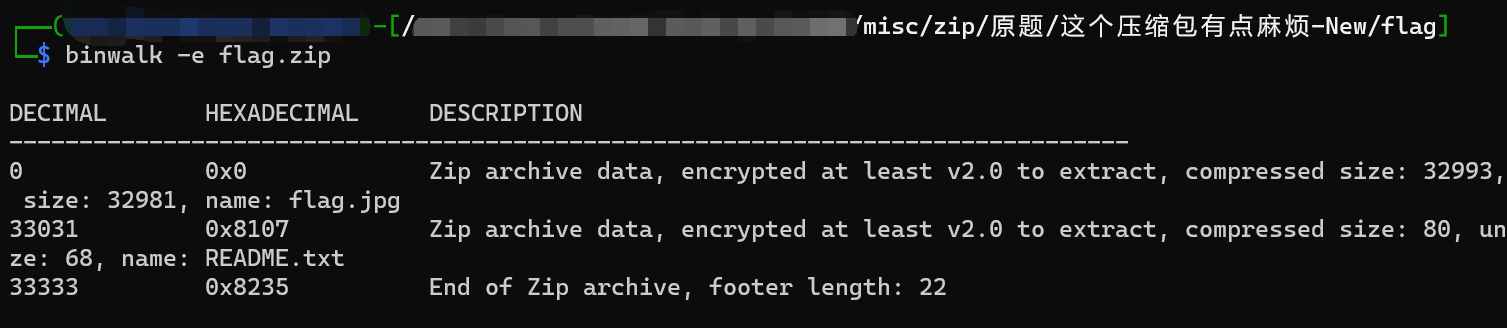 -[/ /misc/zip/原题/这个压缩包有点麻烦-New/flag]
$ binwalk -e flag.zip
DECIMAL HEXADECIMAL DESCRIPTION
--------------------------------------------------------------------------------
0 0x0 Zip archive data, encrypted at least v2.0 to extract, compressed size: 32993,
size: 32981, name: flag.jpg
33031 0x8107 Zip archive data, encrypted at least v2.0 to extract, compressed size: 80, un
ze: 68, name: README.txt
33333 0x8235 End of Zip archive, footer length: 22